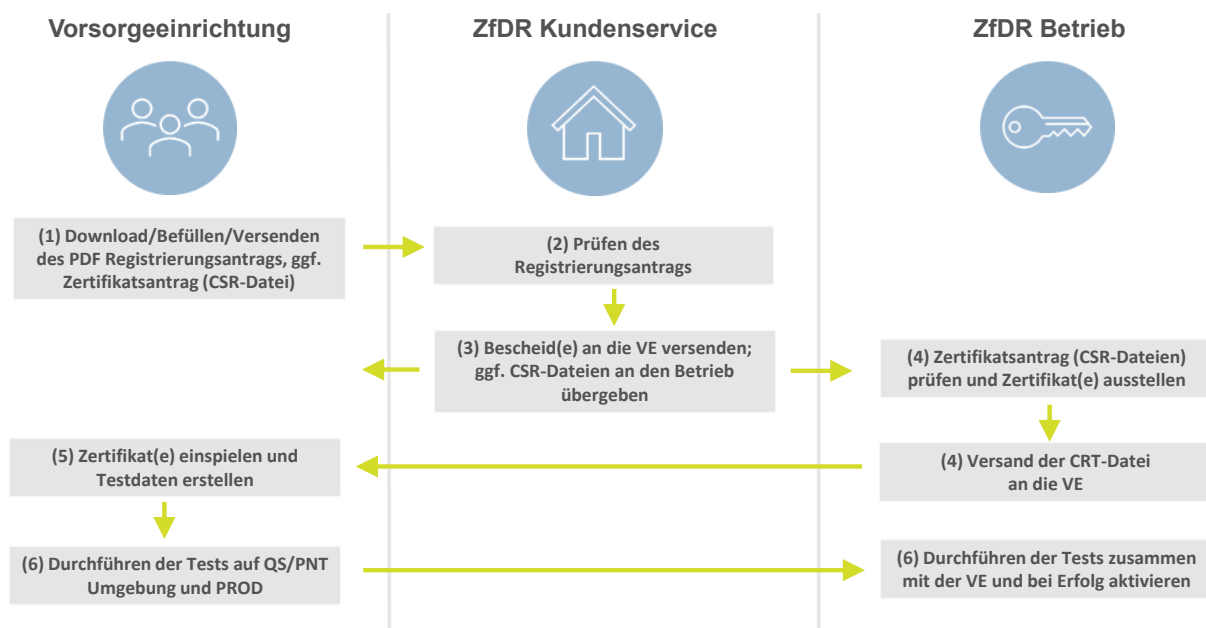 Vorsorgeeinrichtung
ZfDR Kundenservice
ZfDR Betrieb
(1) Download/Befüllen/Versenden
des PDF Registrierungsantrags, ggf.
Zertifikatsantrag (CSR-Datei)
(2) Prüfen des
Registrierungsantrags
(3) Bescheid(e) an die VE versenden;
ggf. CSR-Dateien an den Betrieb
übergeben
(4) Zertifikatsantrag (CSR-Dateien)
prüfen und Zertifikat(e) ausstellen
(5) Zertifikat(e) einspielen und
Testdaten erstellen
(4) Versand der CRT-Datei
an die VE
(6) Durchführen der Tests auf QS/PNT
Umgebung und PROD
(6) Durchführen der Tests zusammen
mit der VE und bei Erfolg aktivieren